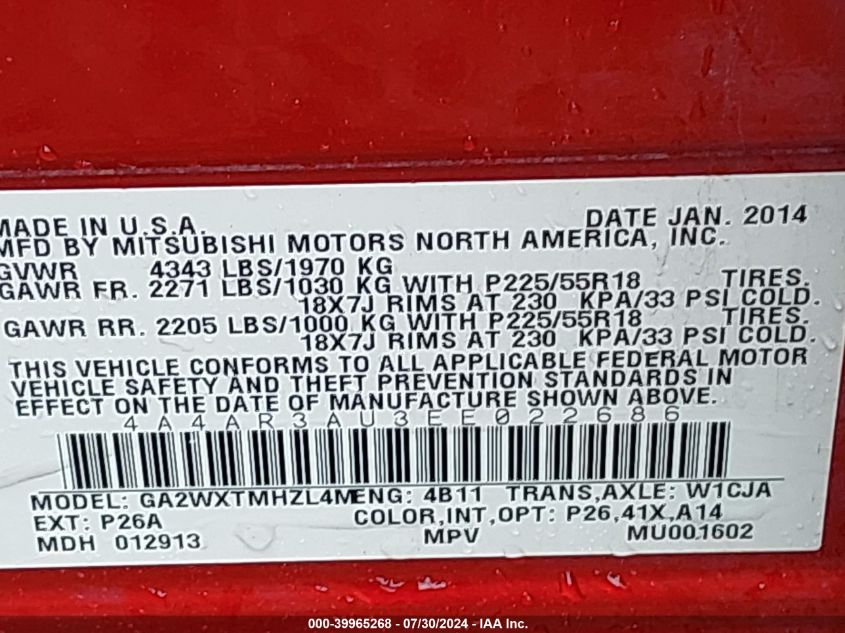 MADE IN U.S.A. DATE JAN. 2014
MFD BY MITSUBISHI MOTORS NORTH AMERICA, INC.
GVWR 4343 LBS/1970 KG
GAWR FR. 2271 LBS/1030 KG WITH P225/55R18 TIRES.
18X7J RIMS AT 230 KPA/33 PSI COLD.
GAWR RR. 2205 LBS/1000 KG WITH P225/55R18 TIRES.
18X7J RIMS AT 230 KPA/33 PSI COLD.
THIS VEHICLE CONFORMS TO ALL APPLICABLE FEDERAL MOTOR
VEHICLE SAFETY AND THEFT PREVENTION STANDARDS IN
EFFECT ON THE DATE OF MANUFACTURE SHOWN ABOVE.
4A4AR3AU3EE022686
MODEL: GA2WXTMHZL4M ENG: 4B11 TRANS,AXLE: W1CJA
EXT: P26A COLOR,INT,OPT: P26,41X,A14
MDH 012913 MPV MU001602
000-39965268 - 07/30/2024 - IAA Inc.